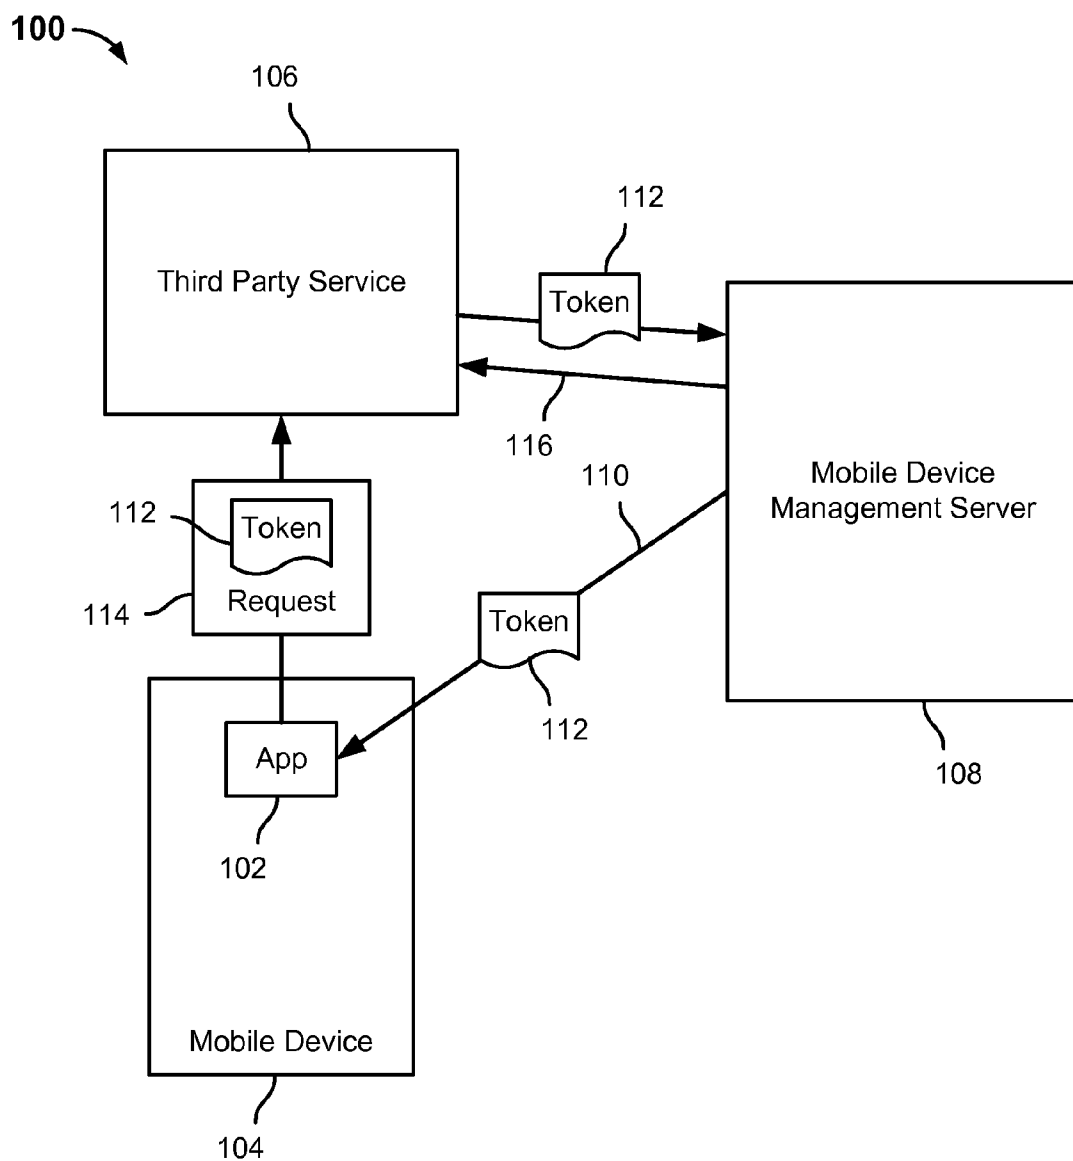 100
106
112
Third Party Service
Token
116
110
Mobile Device
Management Server
112
Token
114
Request
Token
112
App
108
102
Mobile Device
104